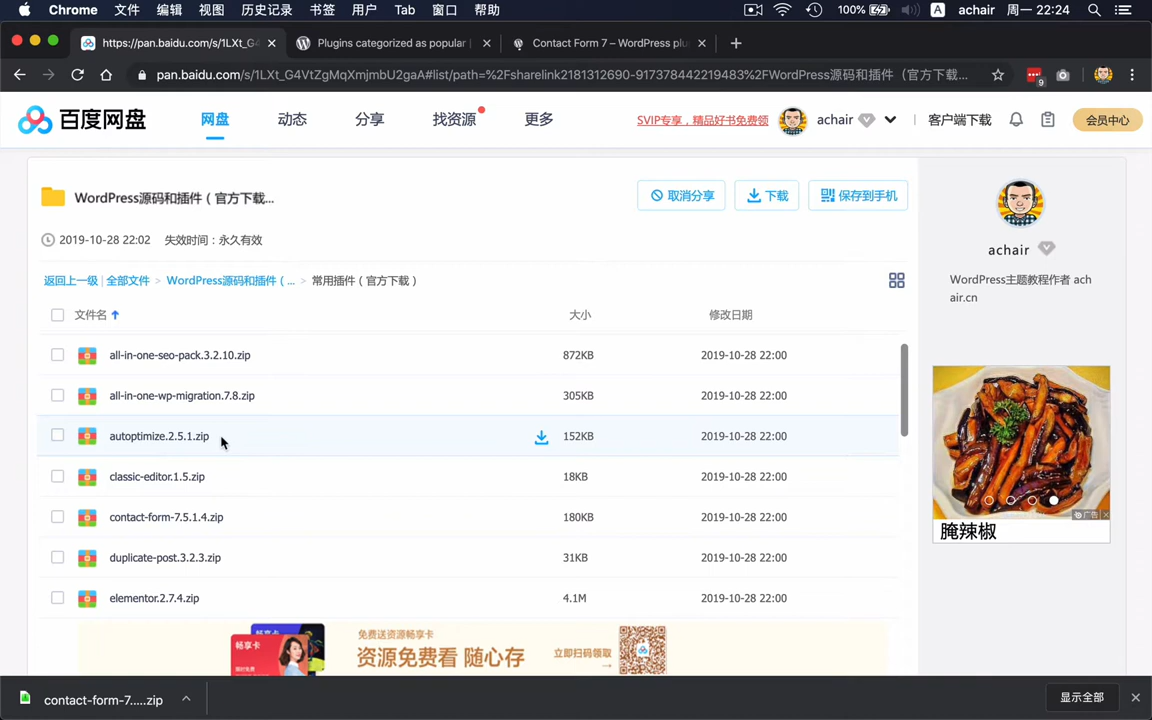 Chrome 文件 编辑 视图 历史记录 书签 用户 Tab 窗口 帮助 100% A achair 周一 22:24
https://pan.baidu.com/s/1LXt_G4 Plugins categorized as popular Contact Form 7 – WordPress plu
pan.baidu.com/s/1LXt_G4VtZgMqXmjmbU2gaA#list/path=%2Fsharelink2181312690-917378442219483%2FWordPress源码和插件（官方下载... 9
百度网盘 网盘 动态 分享 找资源 更多 SVIP专享，精品好书免费领 achair 客户端下载 会员中心
WordPress源码和插件（官方下载... 取消分享 下载 保存到手机
2019-10-28 22:02 失效时间：永久有效
achair
返回上一级 | 全部文件 > WordPress源码和插件（... > 常用插件（官方下载）
WordPress主题教程作者 ach
air.cn
文件名 大小 修改日期
all-in-one-seo-pack.3.2.10.zip 872KB 2019-10-28 22:00
all-in-one-wp-migration.7.8.zip 305KB 2019-10-28 22:00
autoptimize.2.5.1.zip 152KB 2019-10-28 22:00
classic-editor.1.5.zip 18KB 2019-10-28 22:00
contact-form-7.5.1.4.zip 180KB 2019-10-28 22:00
广告
腌辣椒
duplicate-post.3.2.3.zip 31KB 2019-10-28 22:00
elementor.2.7.4.zip 4.1M 2019-10-28 22:00
畅享卡
免费送资源畅享卡
资源免费看 随心存
立即扫码领取
contact-form-7.....zip 显示全部